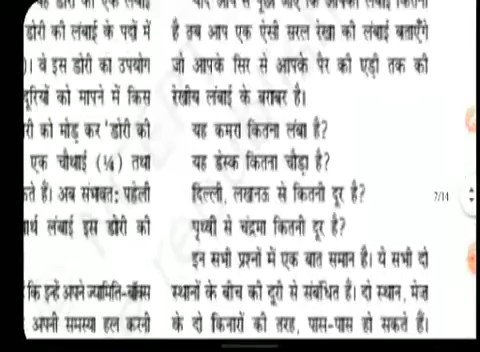 डोरी की लंबाई के पदों में
)। वे इस डोरी का उपयोग
दूरियों को मापने में किस
री को मोड़ कर 'डोरी की
एक चौथाई (¼) तथा
ते हैं। अब संभवतः पहेली
लंबाई इस डोरी की
कि इन्हें अपने ज्यामिति-बॉक्स
अपनी समस्या हल करनी
है तब आप एक ऐसी सरल रेखा की लंबाई बताएँगे
जो आपके सिर से आपके पैर की एड़ी तक की
रेखीय लंबाई के बराबर है।
यह कमरा कितना लंबा है?
यह डेस्क कितना चौड़ा है?
दिल्ली, लखनऊ से कितनी दूर है?
पृथ्वी से चंद्रमा कितनी दूर है?
इन सभी प्रश्नों में एक बात समान है। ये सभी दो
स्थानों के बीच की दूरी से संबंधित हैं। दो स्थान, मेज
के दो किनारों की तरह, पास-पास हो सकते हैं।
7/14